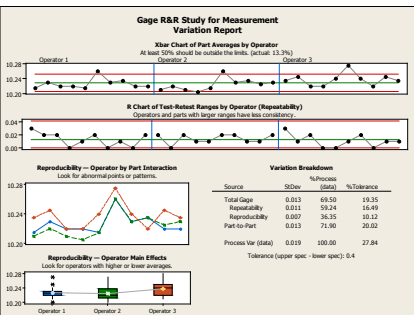 Gage R&R Study for Measurement
Variation Report
Xbar Chart of Part Averages by Operator
At least 50% should be outside the limits. (actual: 13.3%)
Operator 1 Operator 2 Operator 3
10.28
10.24
10.20
R Chart of Test-Retest Ranges by Operator (Repeatability)
Operators and parts with larger ranges have less consistency.
0.04
0.02
0.00
Reproducibility — Operator by Part Interaction
Look for abnormal points or patterns.
10.28
10.24
10.20
Reproducibility — Operator Main Effects
Look for operators with higher or lower averages.
10.28
10.24
10.20
Operator 1 Operator 2 Operator 3
Variation Breakdown
%Process
Source StDev (data) %Tolerance
Total Gage 0.013 69.50 19.35
Repeatability 0.011 59.24 16.49
Reproducibility 0.007 36.35 10.12
Part-to-Part 0.013 71.90 20.02
Process Var (data) 0.019 100.00 27.84
Tolerance (upper spec - lower spec): 0.4